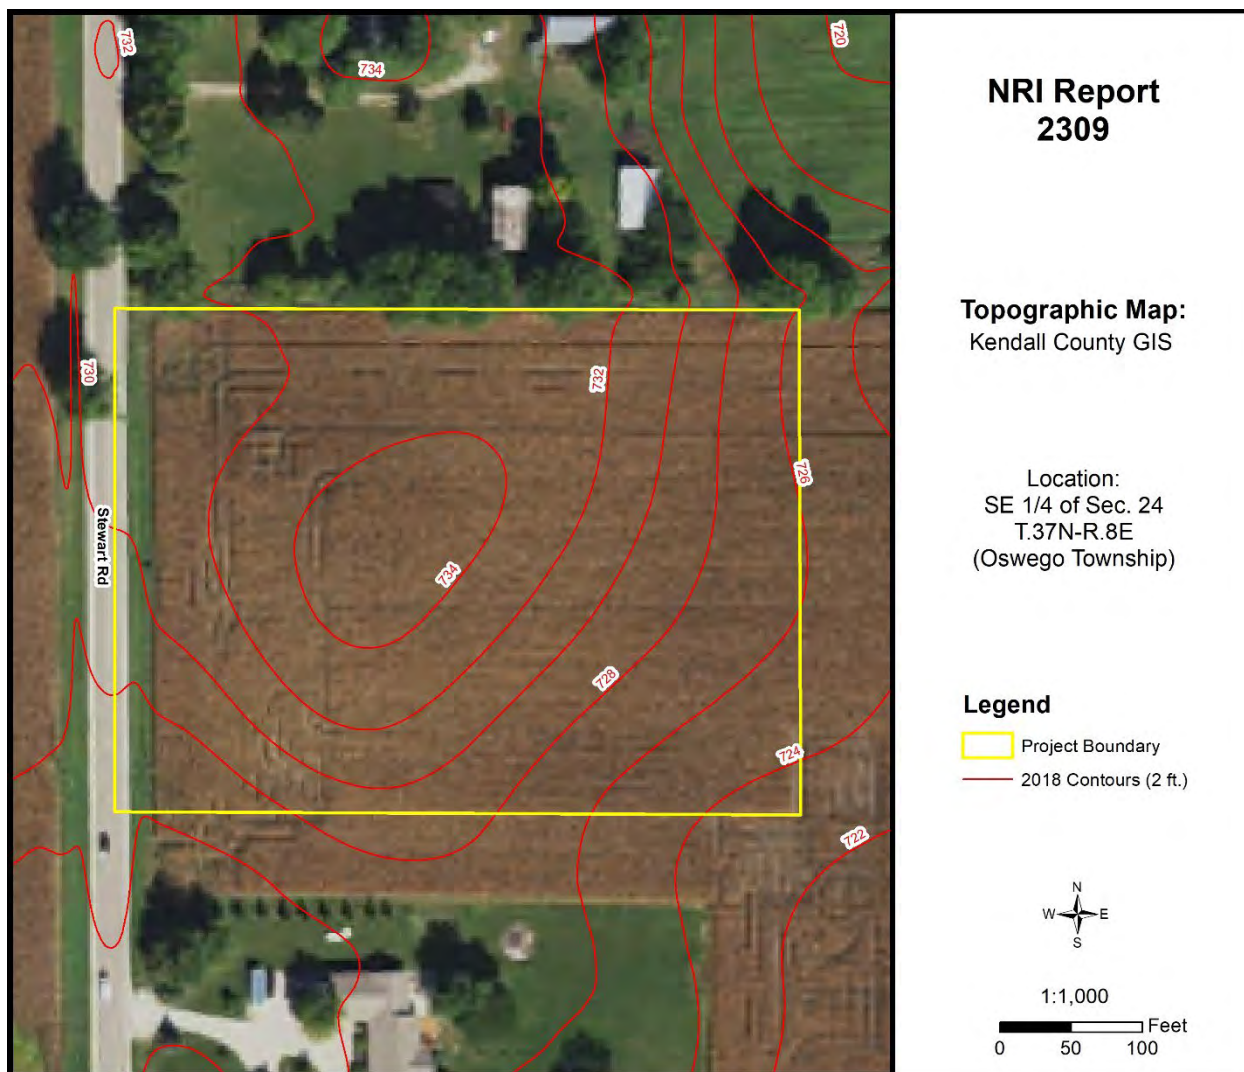 732
734
720
730
732
726
734
728
724
722
Stewart Rd
NRI Report
2309
Topographic Map:
Kendall County GIS
Location:
SE 1/4 of Sec. 24
T.37N-R.8E
(Oswego Township)
Legend
Project Boundary
2018 Contours (2 ft.)
N
W E
S
1:1,000
Feet
0 50 100